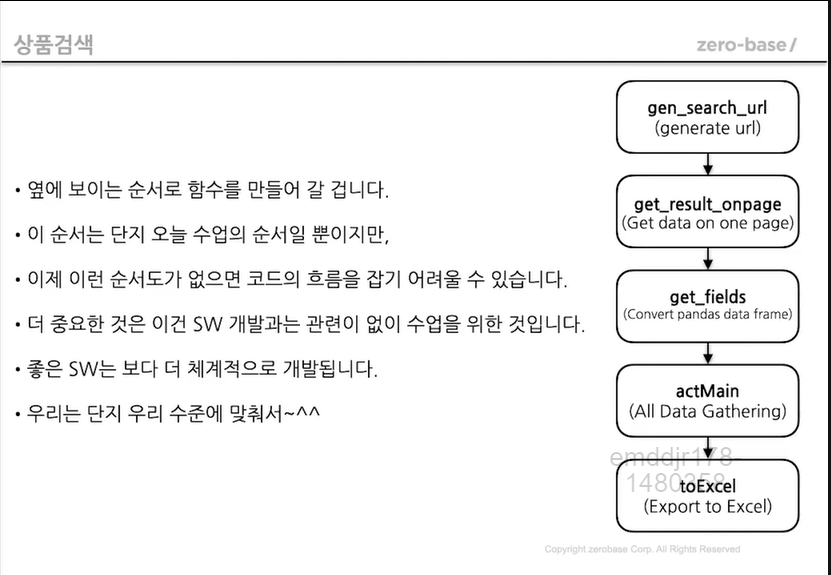 상품검색
zero-base/
• 옆에 보이는 순서로 함수를 만들어 갈 겁니다.
• 이 순서는 단지 오늘 수업의 순서일 뿐이지만,
• 이제 이런 순서도가 없으면 코드의 흐름을 잡기 어려울 수 있습니다.
• 더 중요한 것은 이건 SW 개발과는 관련이 없이 수업을 위한 것입니다.
• 좋은 SW는 보다 더 체계적으로 개발됩니다.
• 우리는 단지 우리 수준에 맞춰서~^^
gen_search_url
(generate url)
get_result_onpage
(Get data on one page)
get_fields
(Convert pandas data frame)
actMain
(All Data Gathering)
emddjr178-
toExcel
(Export to Excel)
Copyright zerobase Corp. All Rights Reserved